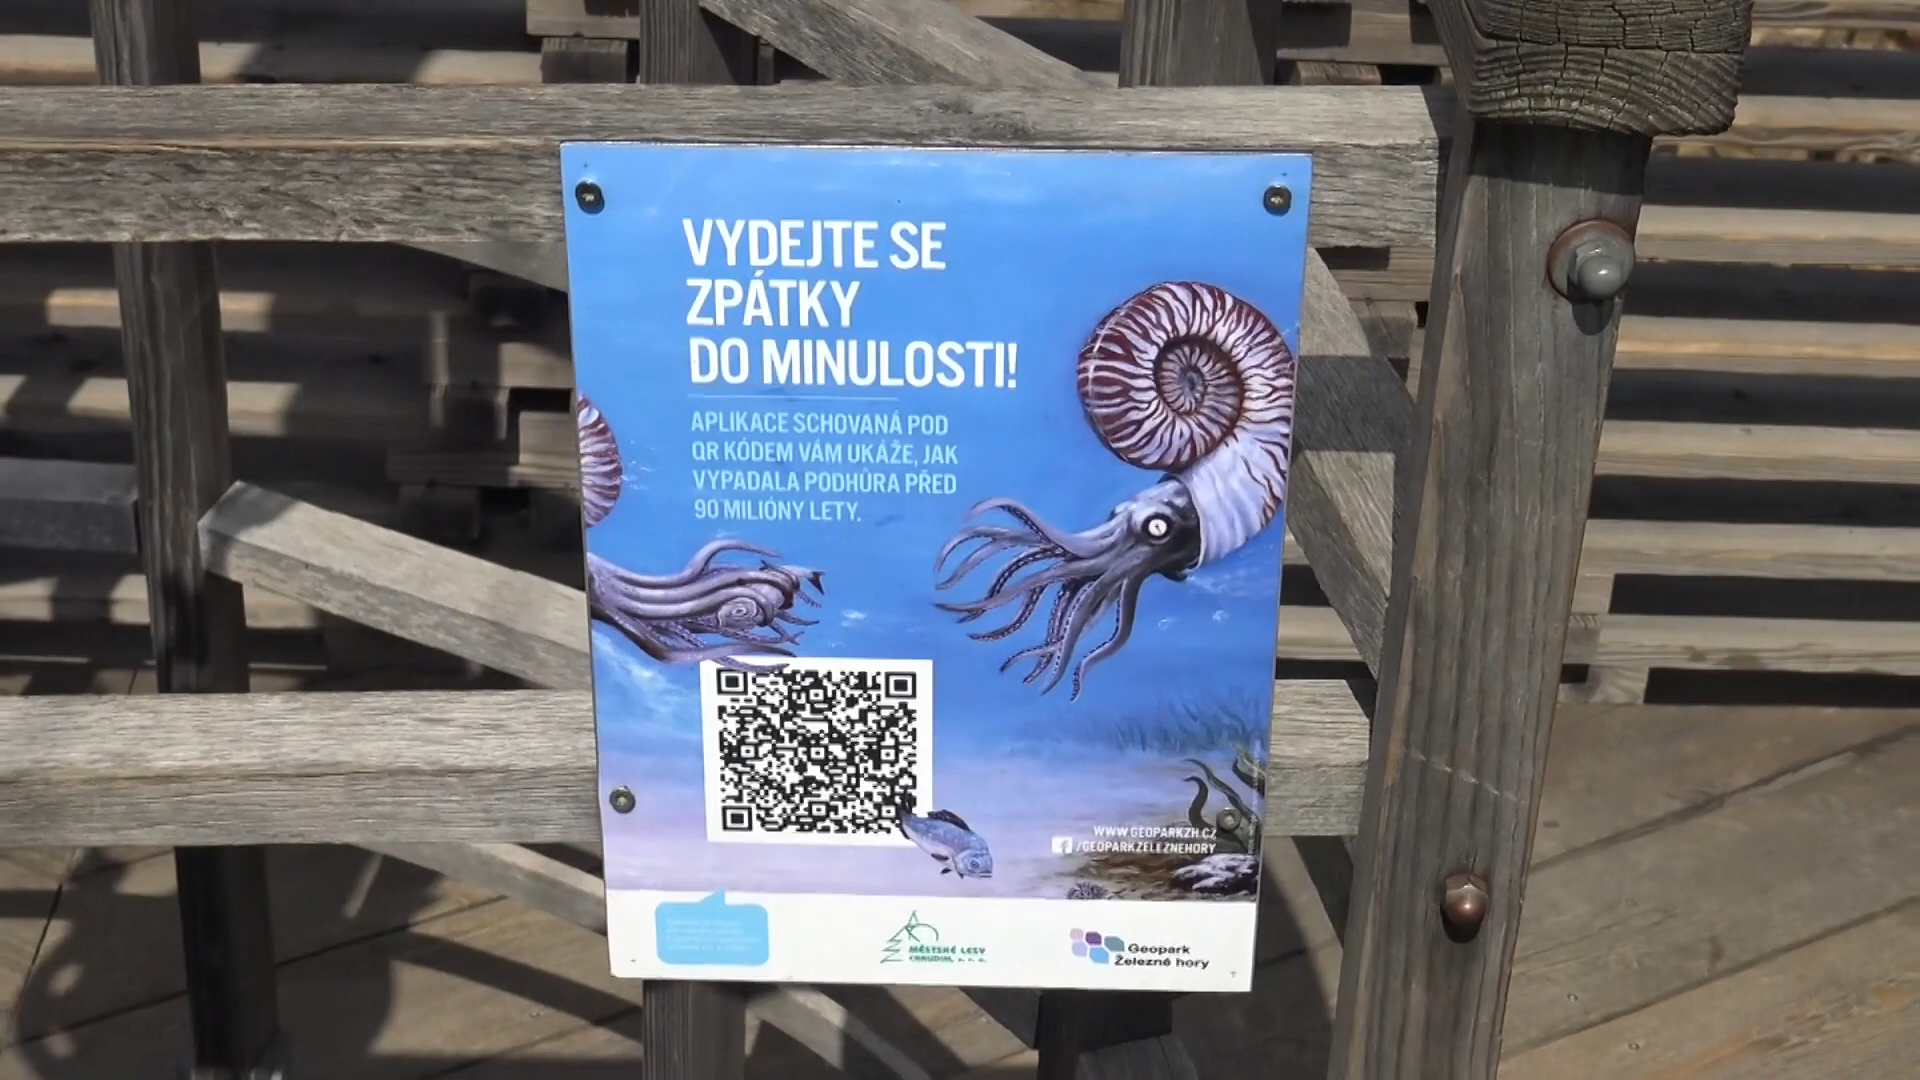 VYDEJTE SE
ZPÁTKY
DO MINULOSTI!
APLIKACE SCHOVANÁ POD
QR KÓDEM VÁM UKÁŽE, JAK
VYPADALA PODHŮRA PŘED
90 MILIÓNY LETY.
WWW.GEOPARKZH.CZ
/GEOPARKZELEZNEHORY
MĚSTSKÉ LESY
CHRUDIM, s. r. o.
Geopark
Železné hory